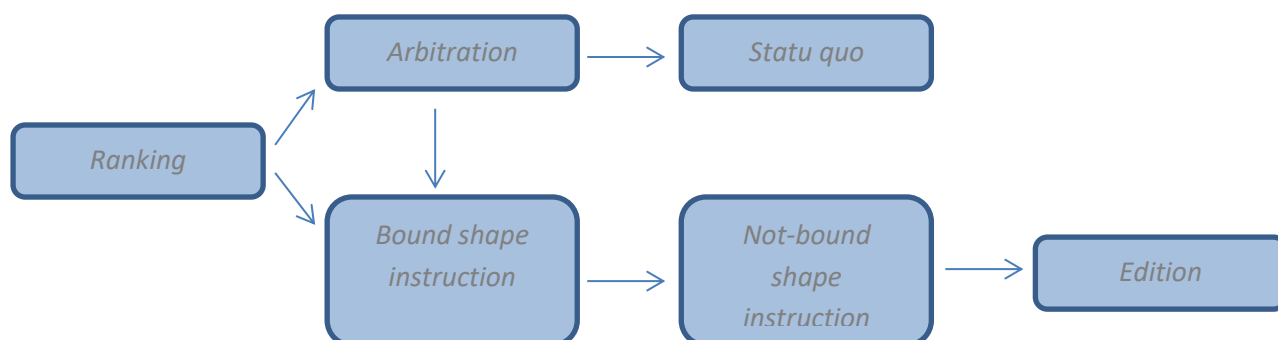 Arbitration
Statu quo
Ranking
Bound shape
instruction
Not-bound
shape
instruction
Edition